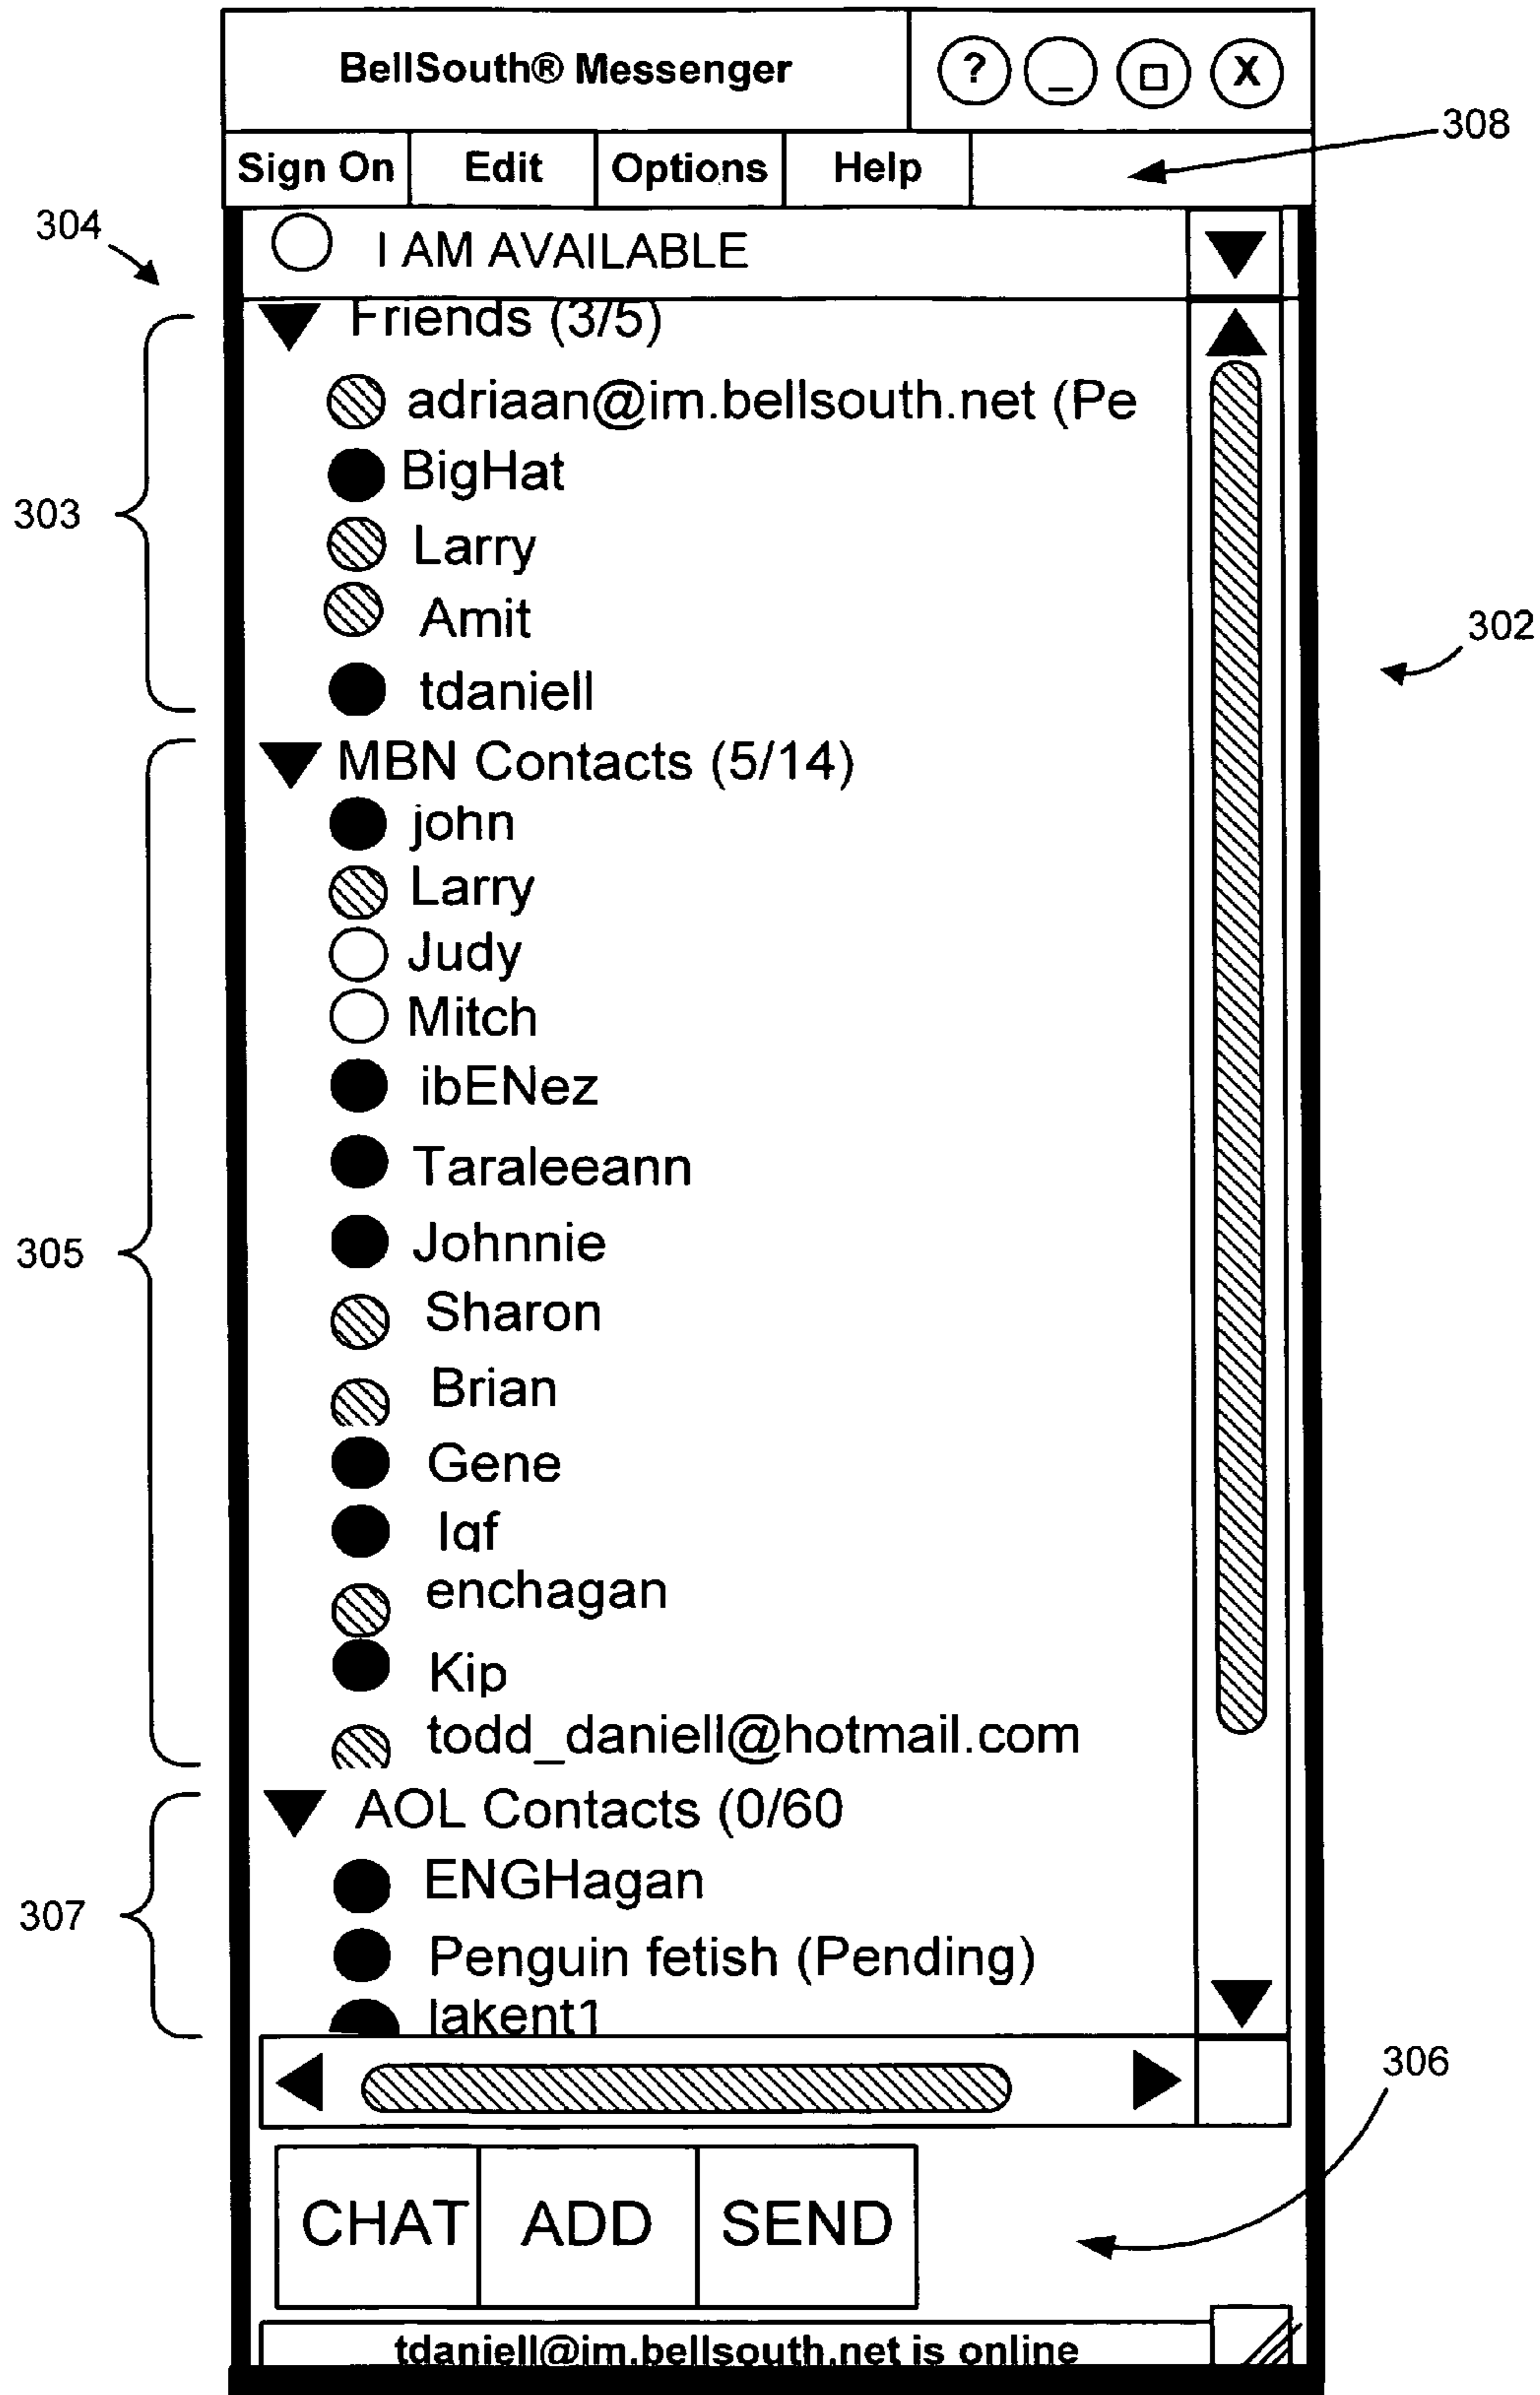 BellSouth® Messenger ? _ X
308
Sign On Edit Options Help
304
I AM AVAILABLE
Friends (3/5)
adriaan@im.bellsouth.net (Pe
BigHat
303
Larry
Amit
302
tdaniell
MBN Contacts (5/14)
john
Larry
Judy
Mitch
ibENez
Taraleeann
305
Johnnie
Sharon
Brian
Gene
Iqf
enchagan
Kip
todd_daniell@hotmail.com
AOL Contacts (0/60
ENGHagan
307
Penguin fetish (Pending)
lakent1
306
CHAT ADD SEND
tdaniell@im.bellsouth.net is online